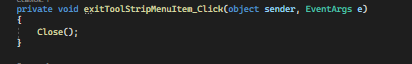 private void exitToolStripMenuItem_Click(object sender, EventArgs e)
{
Close();
}